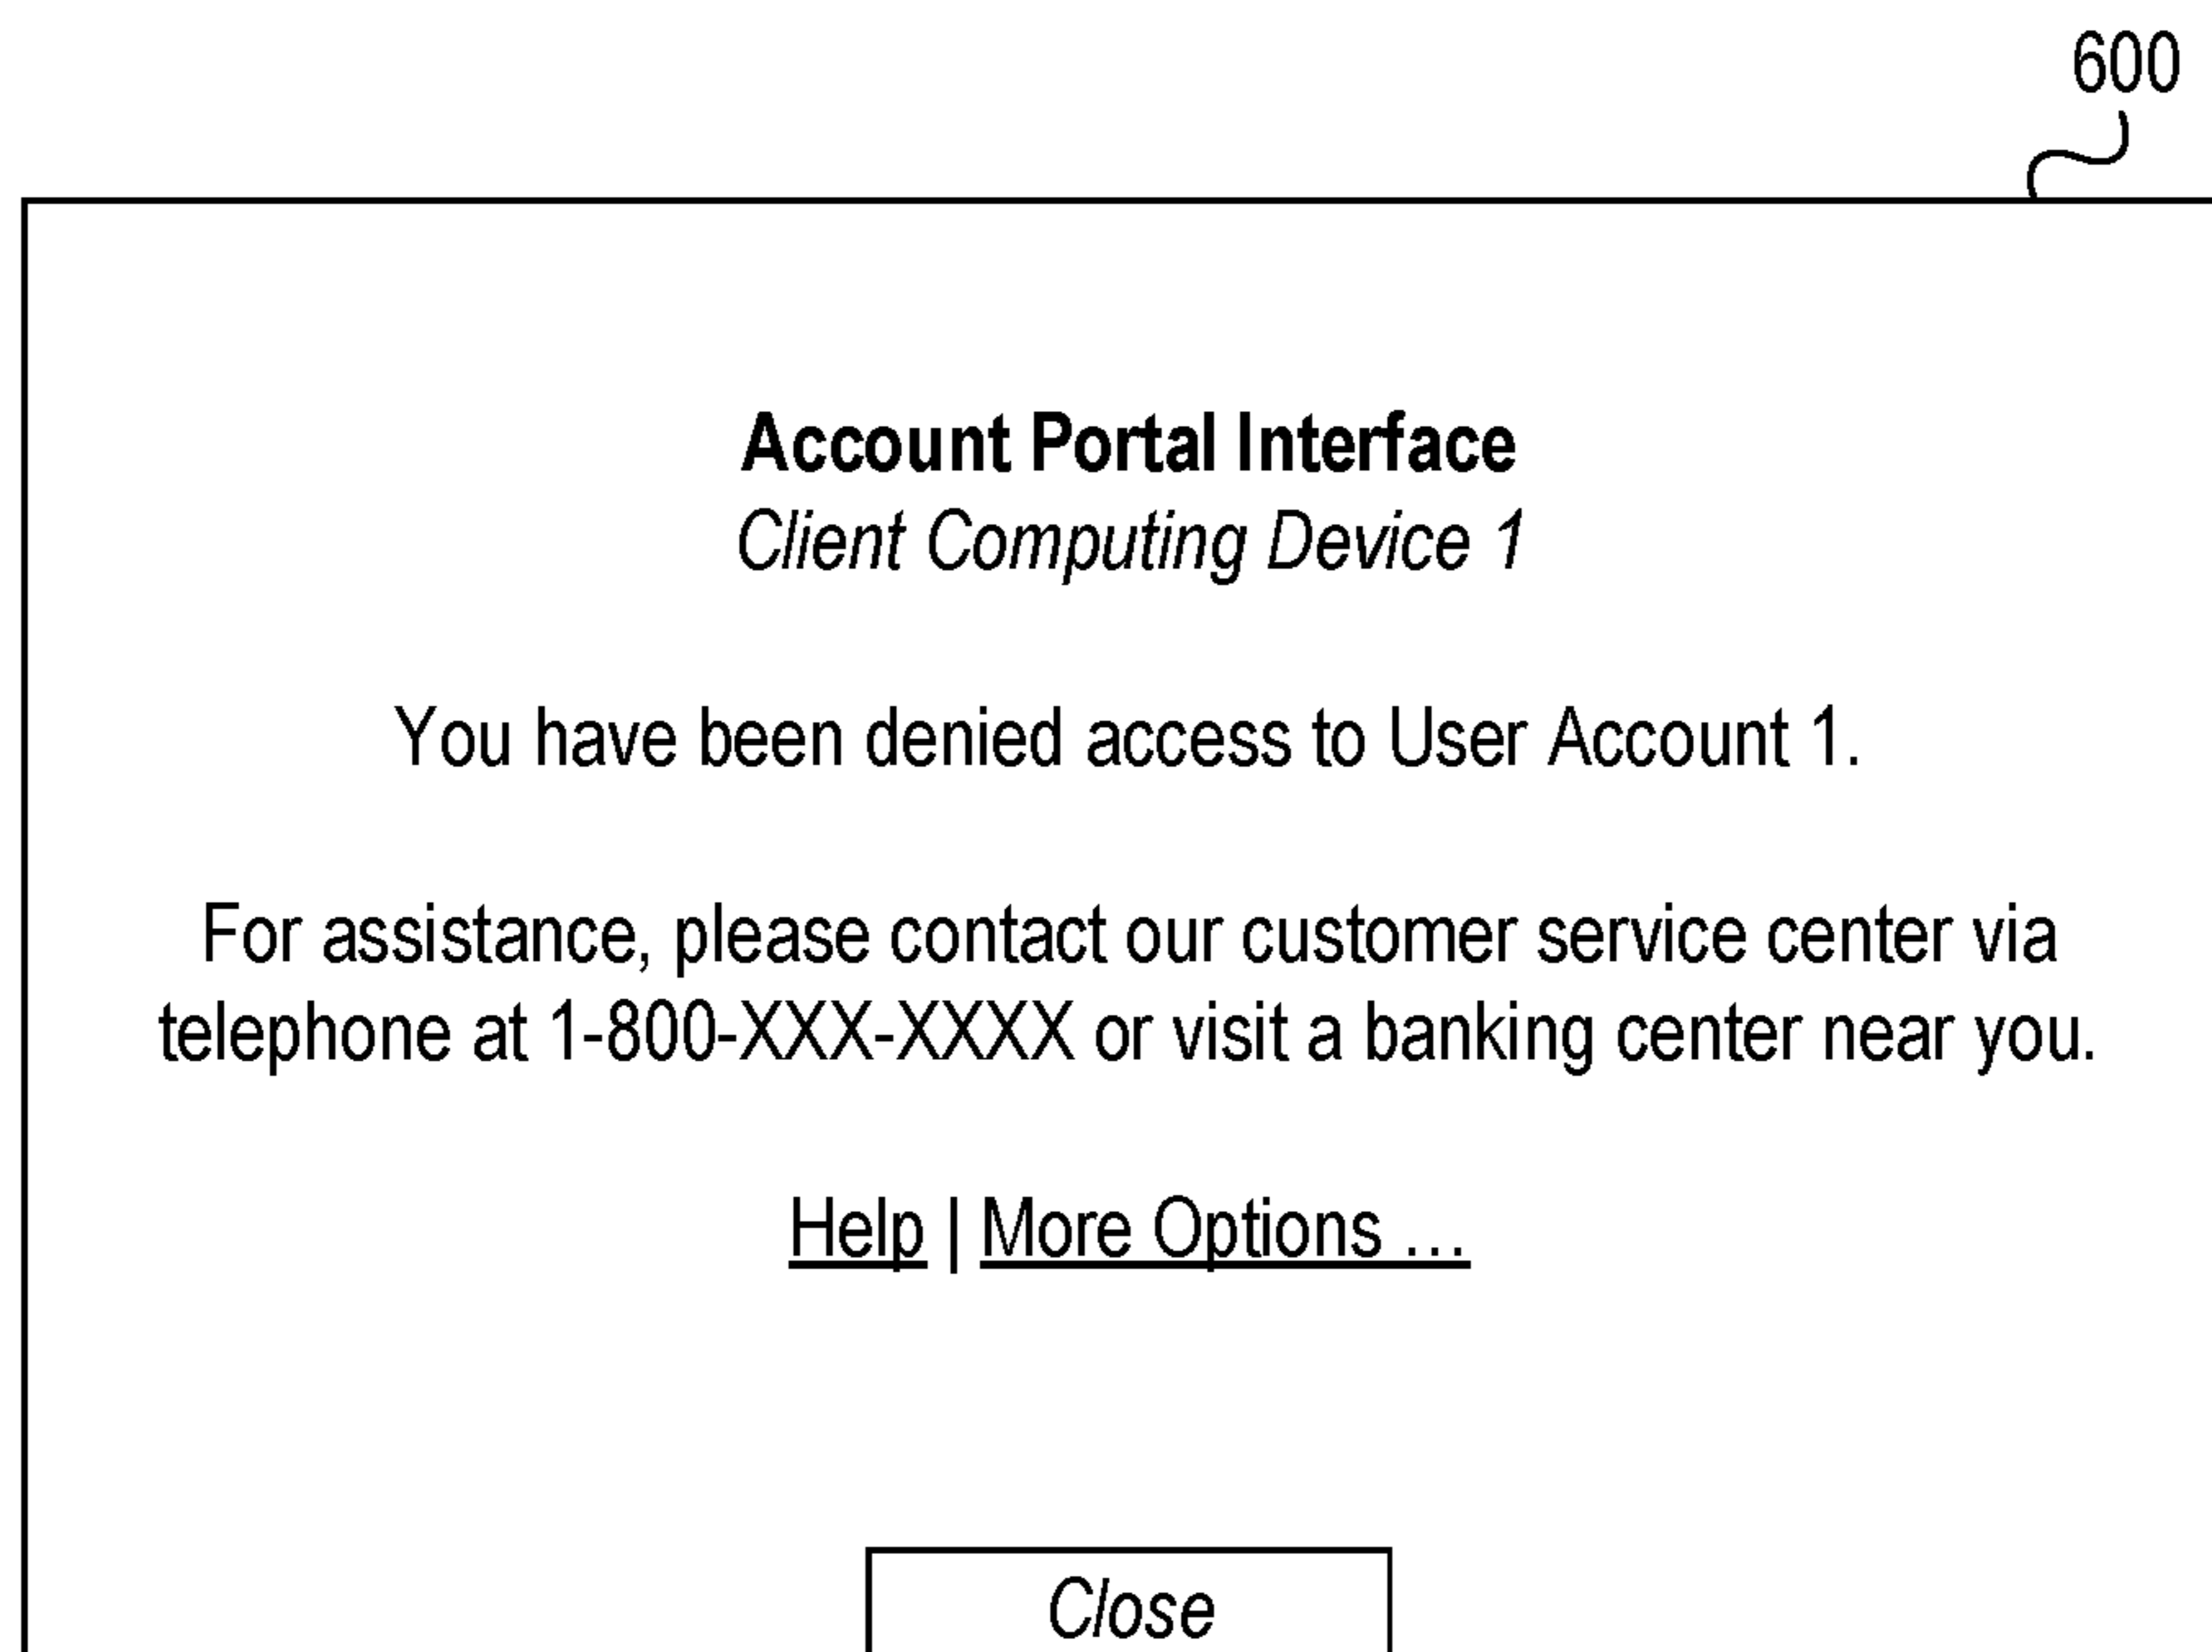 600
Account Portal Interface
Client Computing Device 1
You have been denied access to User Account 1.
For assistance, please contact our customer service center via
telephone at 1-800-XXX-XXXX or visit a banking center near you.
Help | More Options ...
Close